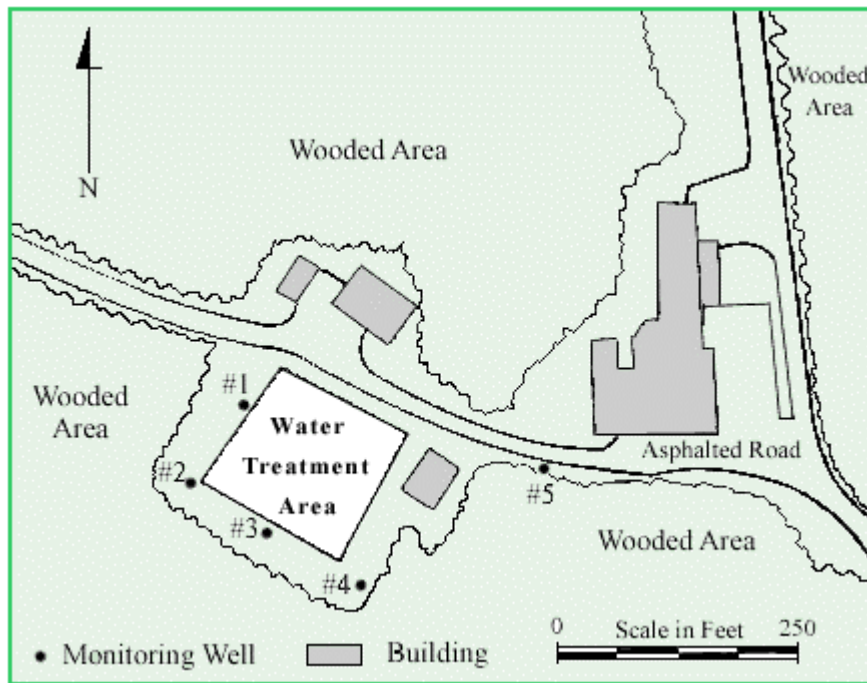 Wooded
Area
Wooded Area
N
#1
Wooded
Area
Water
Treatment
Area
Asphalted Road
#2
#5
#3
Wooded Area
#4
0 Scale in Feet 250
Monitoring Well
Building